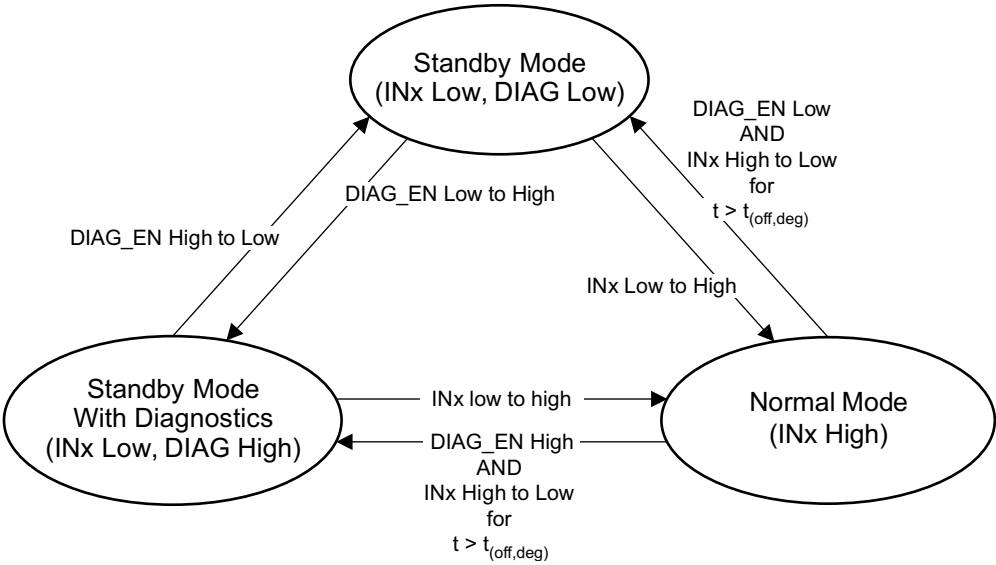 Standby Mode
(INx Low, DIAG Low)
DIAG_EN Low
AND
INx High to Low
for
t > t(off,deg)
DIAG_EN Low to High
DIAG_EN High to Low
INx Low to High
Standby Mode
With Diagnostics
(INx Low, DIAG High)
INx low to high
DIAG_EN High
AND
INx High to Low
for
t > t(off,deg)
Normal Mode
(INx High)